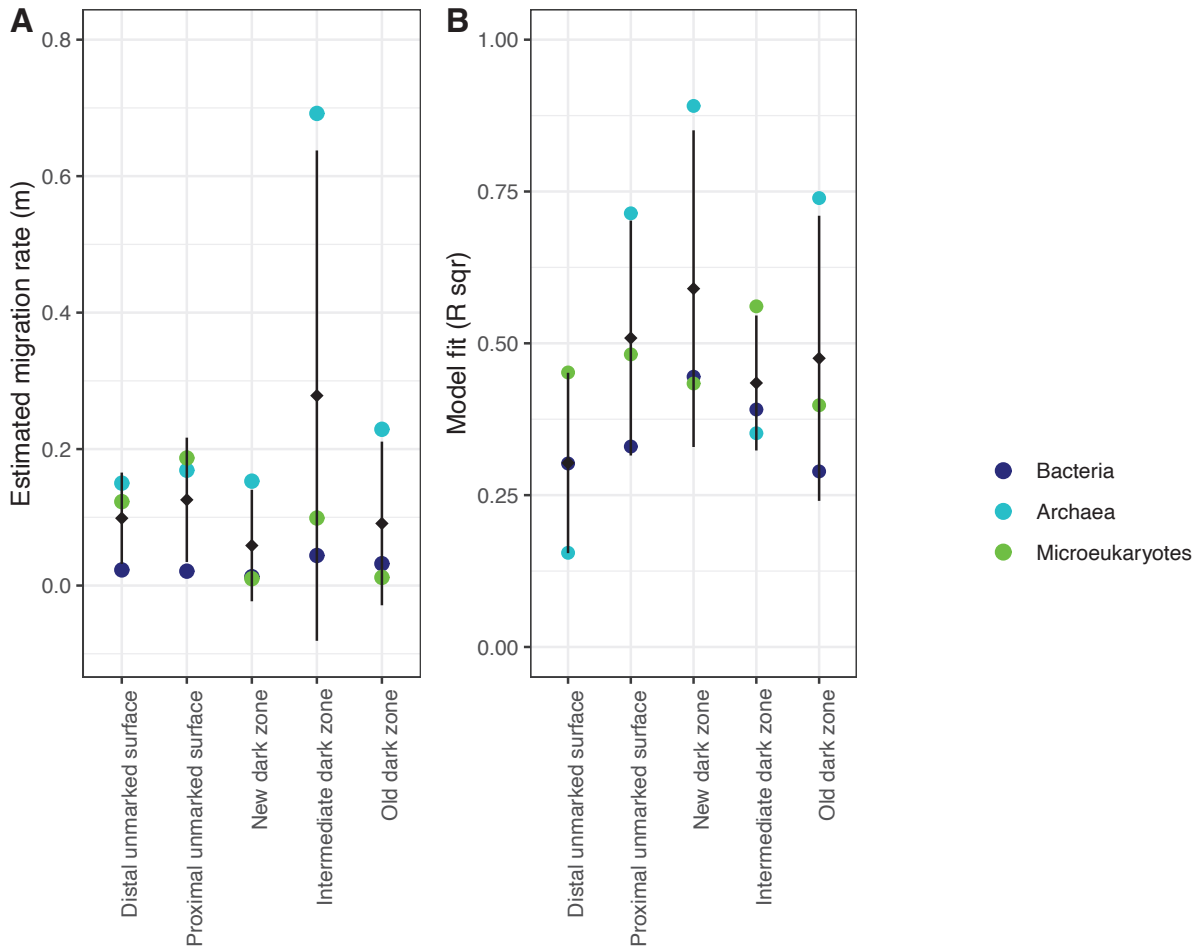 A
Estimated migration rate (m)
0.8
0.6
0.4
0.2
0.0
Distal unmarked surface
Proximal unmarked surface
New dark zone
Intermediate dark zone
Old dark zone
B
Model fit (R sqr)
1.00
0.75
0.50
0.25
0.00
Distal unmarked surface
Proximal unmarked surface
New dark zone
Intermediate dark zone
Old dark zone
Bacteria
Archaea
Microeukaryotes